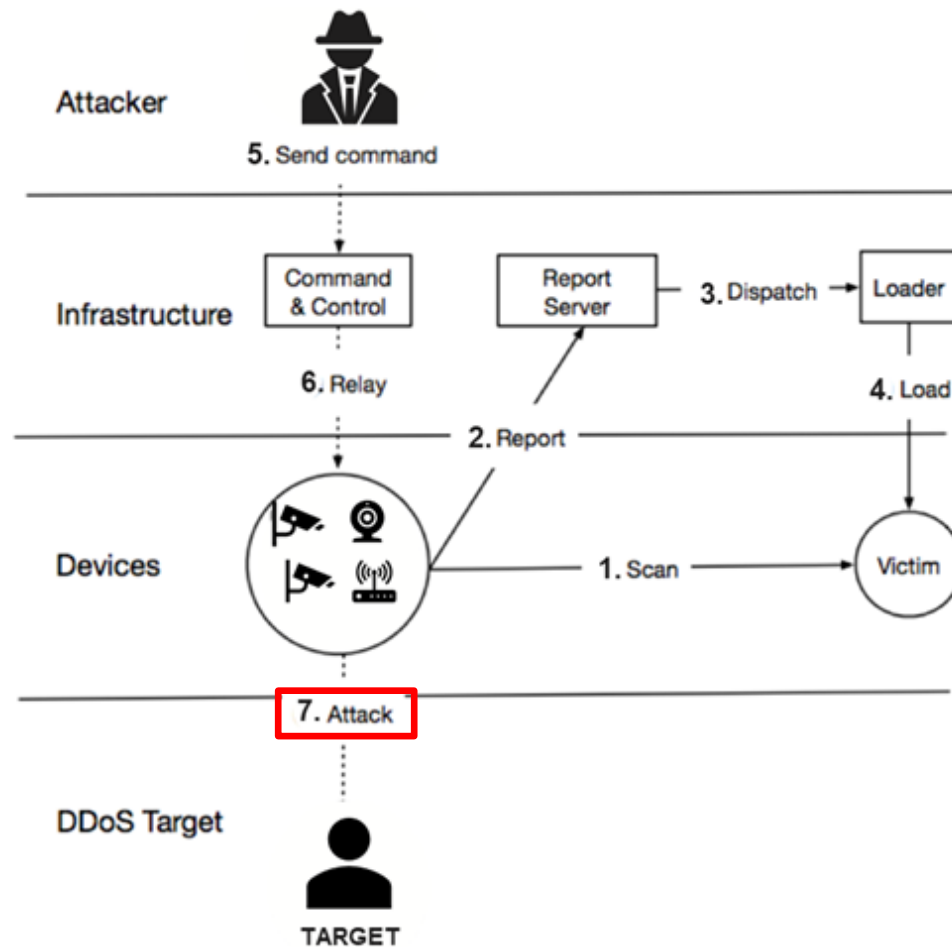 Attacker
5. Send command
Infrastructure
Command
& Control
Report
Server
3. Dispatch
Loader
6. Relay
4. Load
2. Report
Devices
1. Scan
Victim
7. Attack
DDoS Target
TARGET